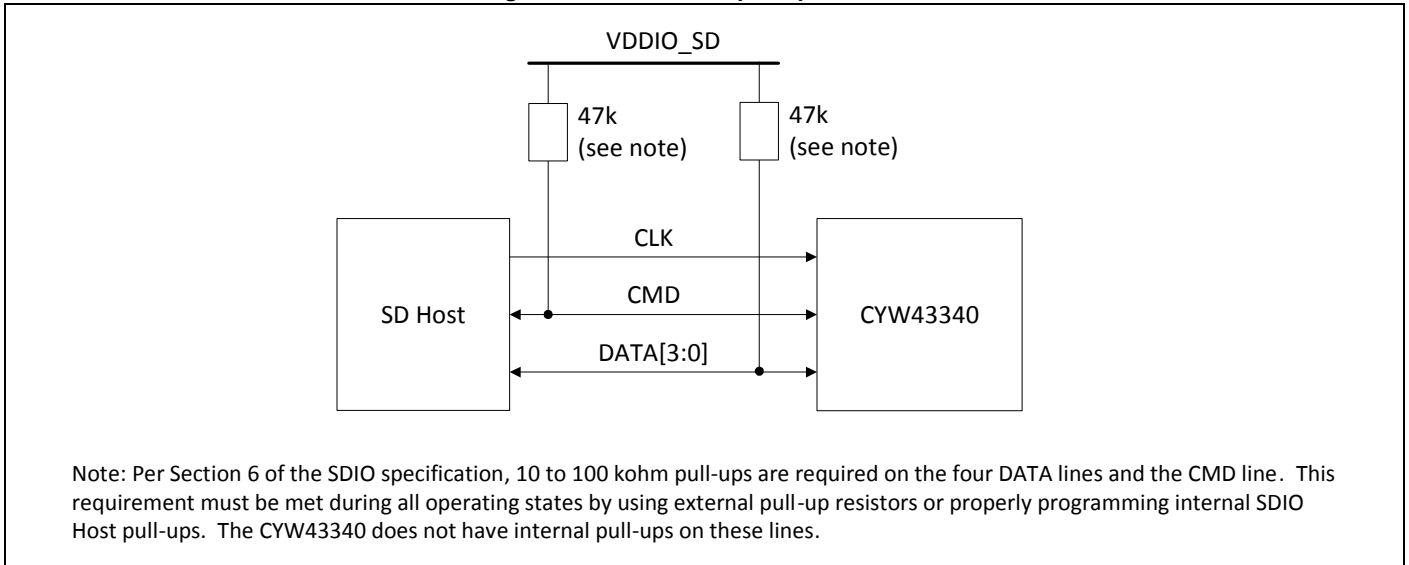 VDDIO_SD
47k
(see note)
47k
(see note)
CLK
CMD
SD Host
CYW43340
DATA[3:0]
Note: Per Section 6 of the SDIO specification, 10 to 100 kohm pull-ups are required on the four DATA lines and the CMD line. This
requirement must be met during all operating states by using external pull-up resistors or properly programming internal SDIO
Host pull-ups. The CYW43340 does not have internal pull-ups on these lines.